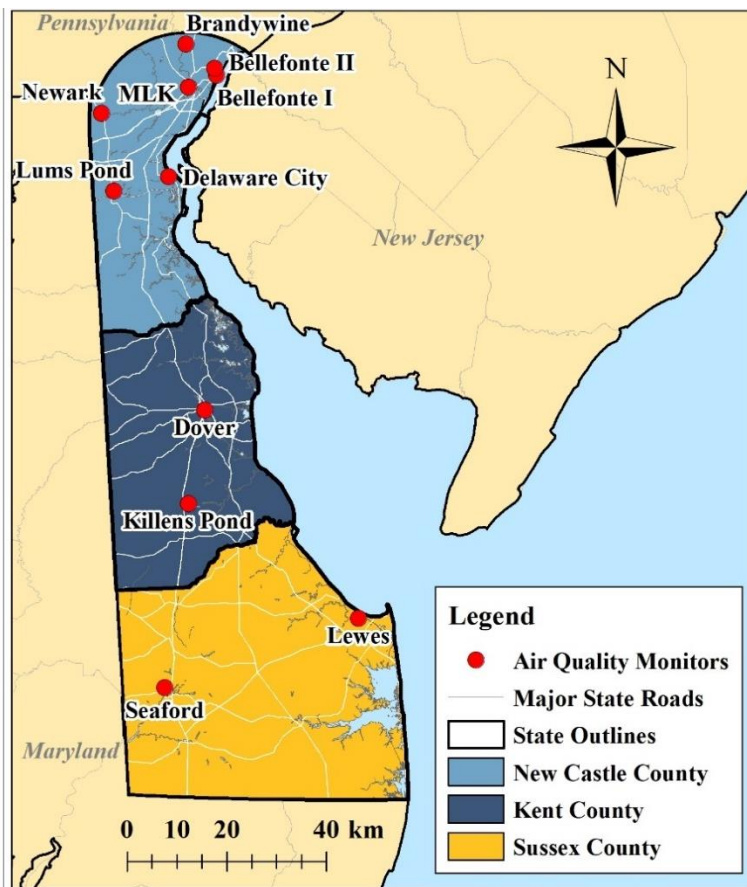 Pennsylvania
Brandywine
Bellefonte II
Newark
MLK
Bellefonte I
N
Lums Pond
Delaware City
New Jersey
Dover
Killens Pond
Lewes
Seaford
Maryland
0 10 20 40 km
Legend
Air Quality Monitors
Major State Roads
State Outlines
New Castle County
Kent County
Sussex County